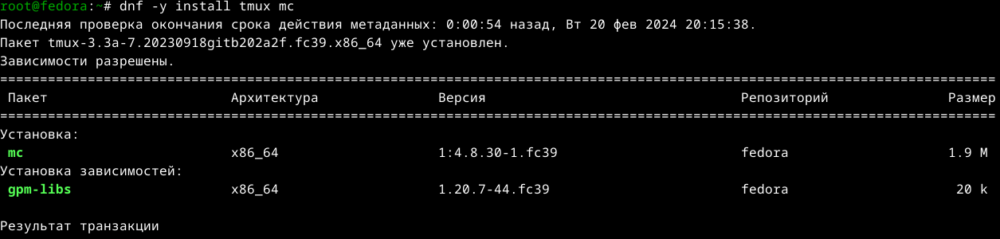 root@fedora:~# dnf -y install tmux mc
Последняя проверка окончания срока действия метаданных: 0:00:54 назад, Вт 20 фев 2024 20:15:38.
Пакет tmux-3.3a-7.20230918gitb202a2f.fc39.x86_64 уже установлен.
Зависимости разрешены.
=============================================================================================================================
Пакет Архитектура Версия Репозиторий Размер
=============================================================================================================================
Установка:
mc x86_64 1:4.8.30-1.fc39 fedora 1.9 M
Установка зависимостей:
gpm-libs x86_64 1.20.7-44.fc39 fedora 20 k
Результат транзакции